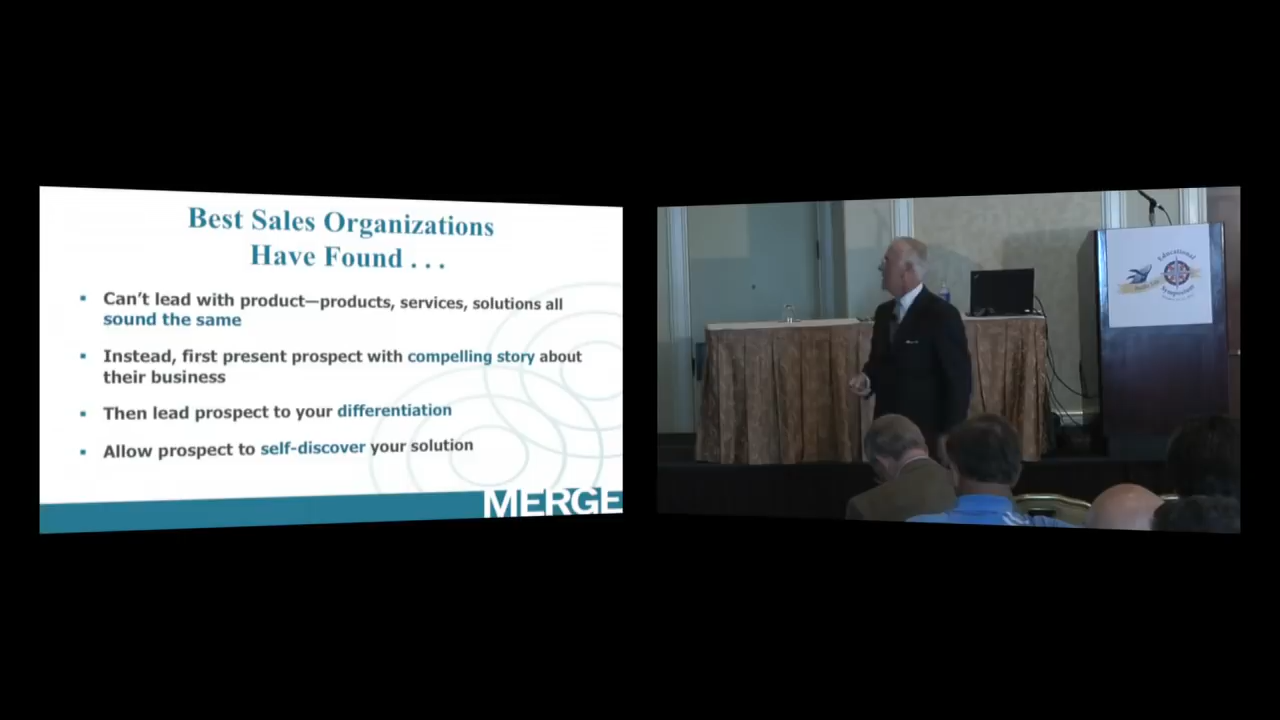 Best Sales Organizations
Have Found . . .
▪ Can't lead with product—products, services, solutions all
sound the same
▪ Instead, first present prospect with compelling story about
their business
▪ Then lead prospect to your differentiation
▪ Allow prospect to self-discover your solution
MERGE
Educational
Symposium